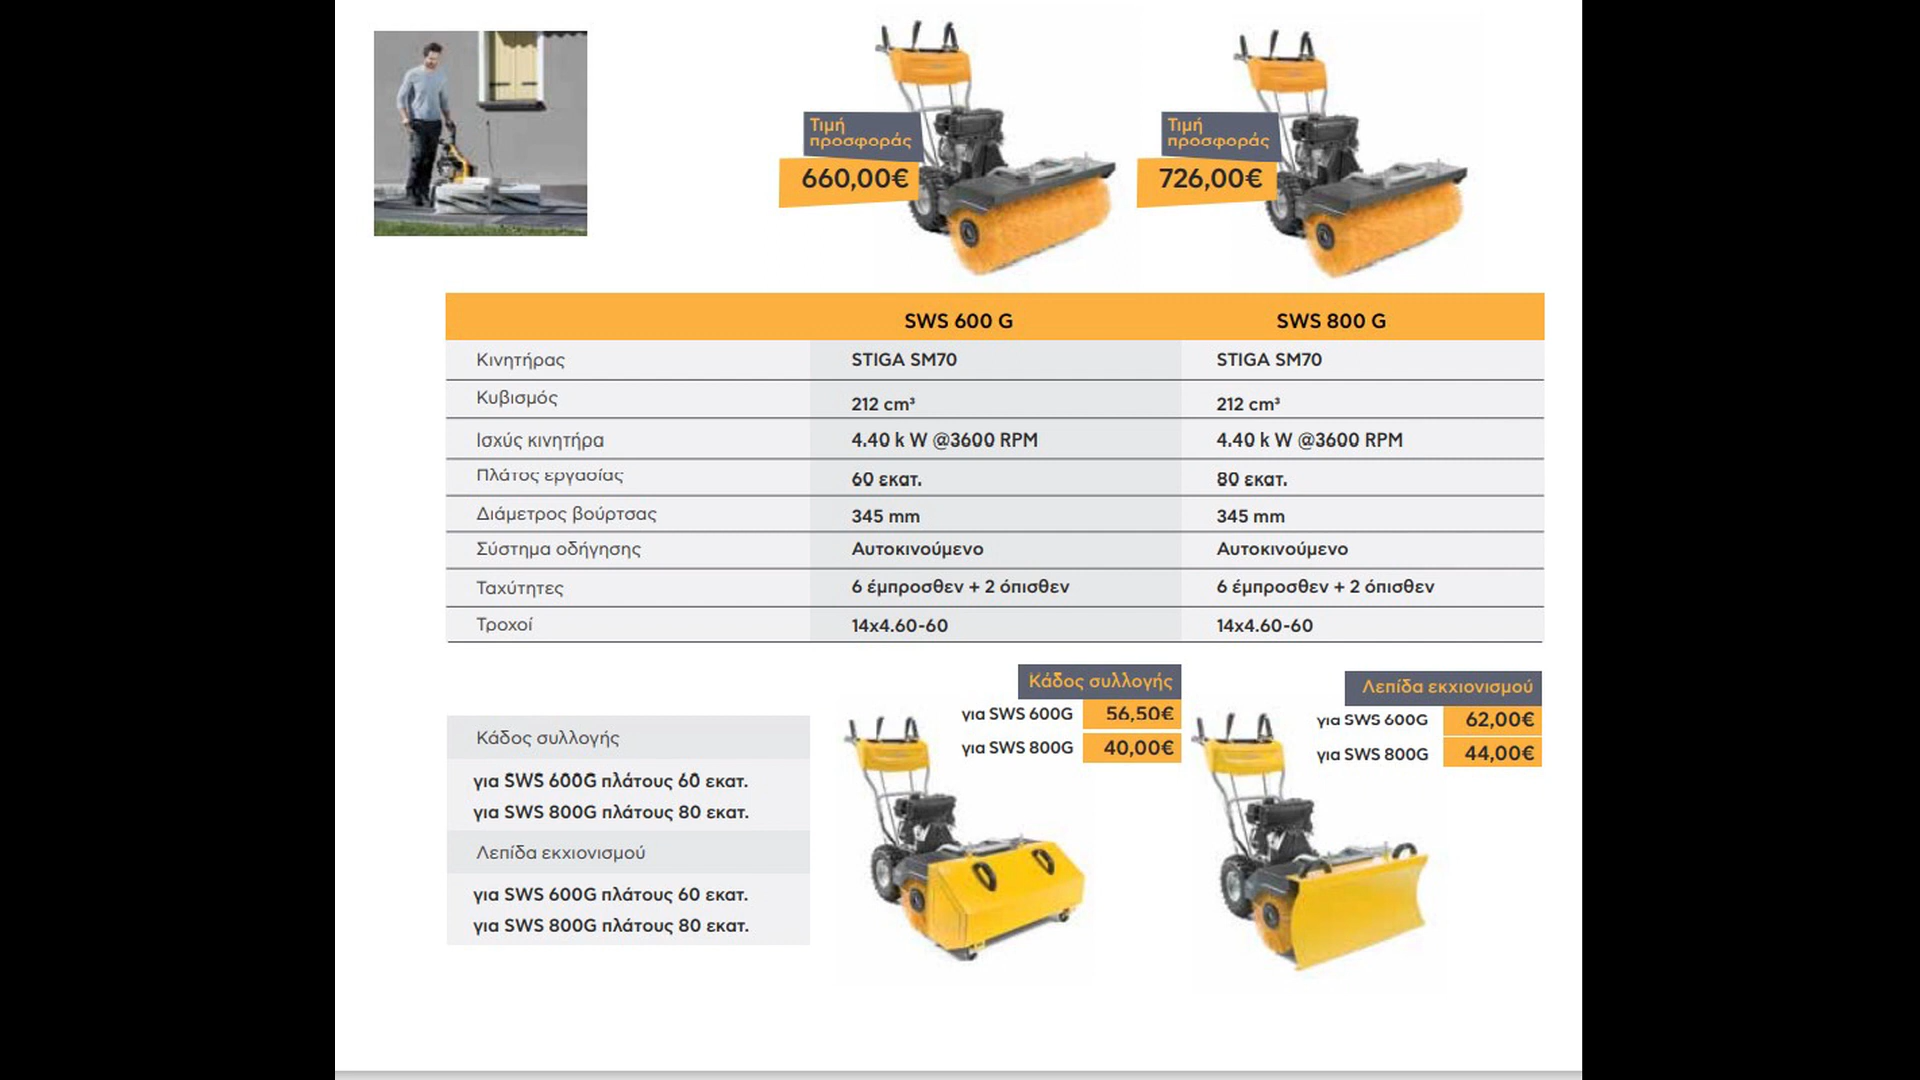 Τιμή
προσφοράς
660,00€
Τιμή
προσφοράς
726,00€
SWS 600 G SWS 800 G
Κινητήρας STIGA SM70 STIGA SM70
Κυβισμός 212 cm³ 212 cm³
Ισχύς κινητήρα 4.40 k W @3600 RPM 4.40 k W @3600 RPM
Πλάτος εργασίας 60 εκατ. 80 εκατ.
Διάμετρος βούρτσας 345 mm 345 mm
Σύστημα οδήγησης Αυτοκινούμενο Αυτοκινούμενο
Ταχύτητες 6 έμπροσθεν + 2 όπισθεν 6 έμπροσθεν + 2 όπισθεν
Τροχοί 14x4.60-60 14x4.60-60
Κάδος συλλογής
για SWS 600G πλάτους 60 εκατ.
για SWS 800G πλάτους 80 εκατ.
Λεπίδα εκχιονισμού
για SWS 600G πλάτους 60 εκατ.
για SWS 800G πλάτους 80 εκατ.
Κάδος συλλογής
για SWS 600G 56,50€
για SWS 800G 40,00€
Λεπίδα εκχιονισμού
για SWS 600G 62,00€
για SWS 800G 44,00€